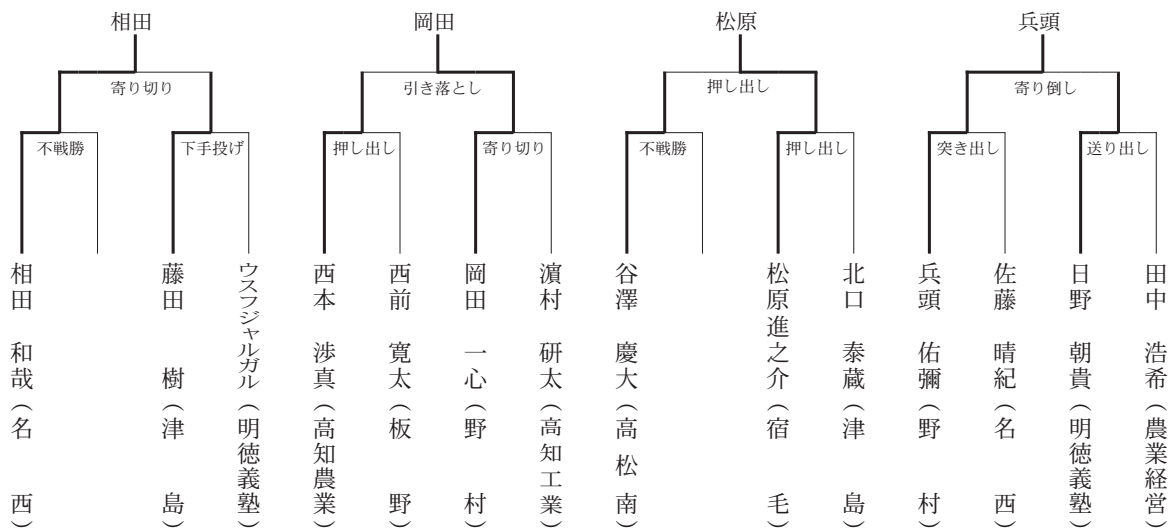 相田
岡田
松原
兵頭
寄り切り
引き落とし
押し出し
寄り倒し
不戦勝
下手投げ
押し出し
寄り切り
不戦勝
押し出し
突き出し
送り出し
相田 和哉（名 西）
藤田 樹（津 島）
ウスフジャルガル（明徳義塾）
西本 渉真（高知農業）
西前 寛太（板 野）
岡田 一心（野 村）
濵村 研太（高知工業）
谷澤 慶大（高松南）
松原進之介（宿 毛）
北口 泰蔵（津 島）
兵頭 佑彌（野 村）
佐藤 晴紀（名 西）
日野 朝貴（明徳義塾）
田中 浩希（農業経営）